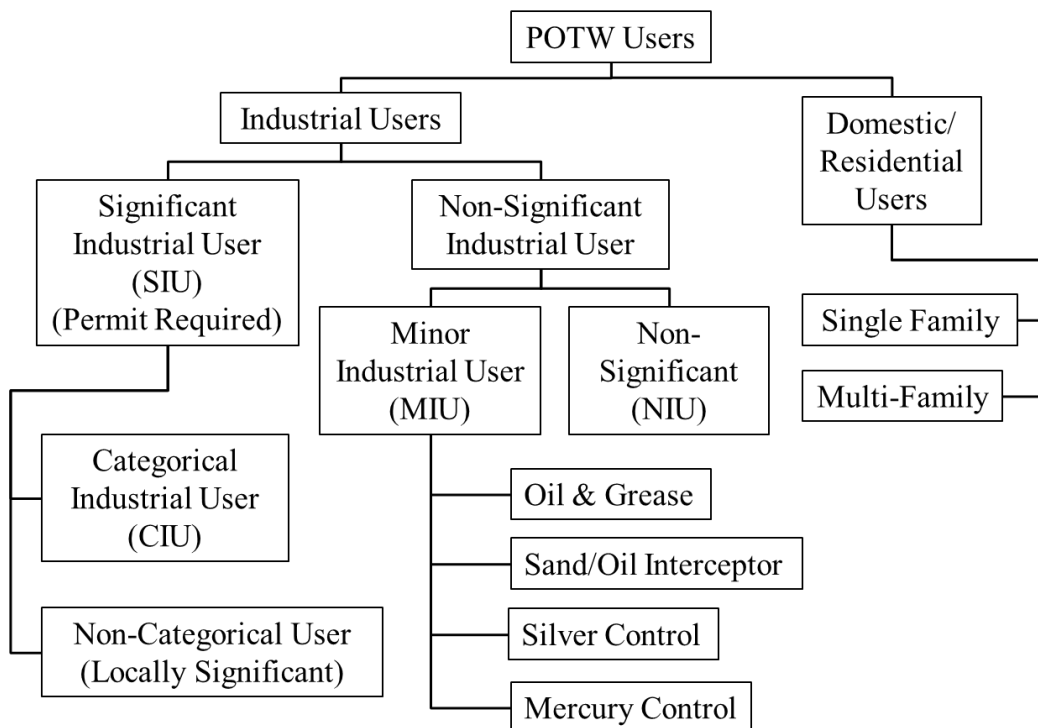 POTW Users
Industrial Users
Domestic/
Residential
Users
Significant
Industrial User
(SIU)
(Permit Required)
Non-Significant
Industrial User
Minor
Industrial User
(MIU)
Non-
Significant
(NIU)
Single Family
Multi-Family
Categorical
Industrial User
(CIU)
Non-Categorical User
(Locally Significant)
Oil & Grease
Sand/Oil Interceptor
Silver Control
Mercury Control